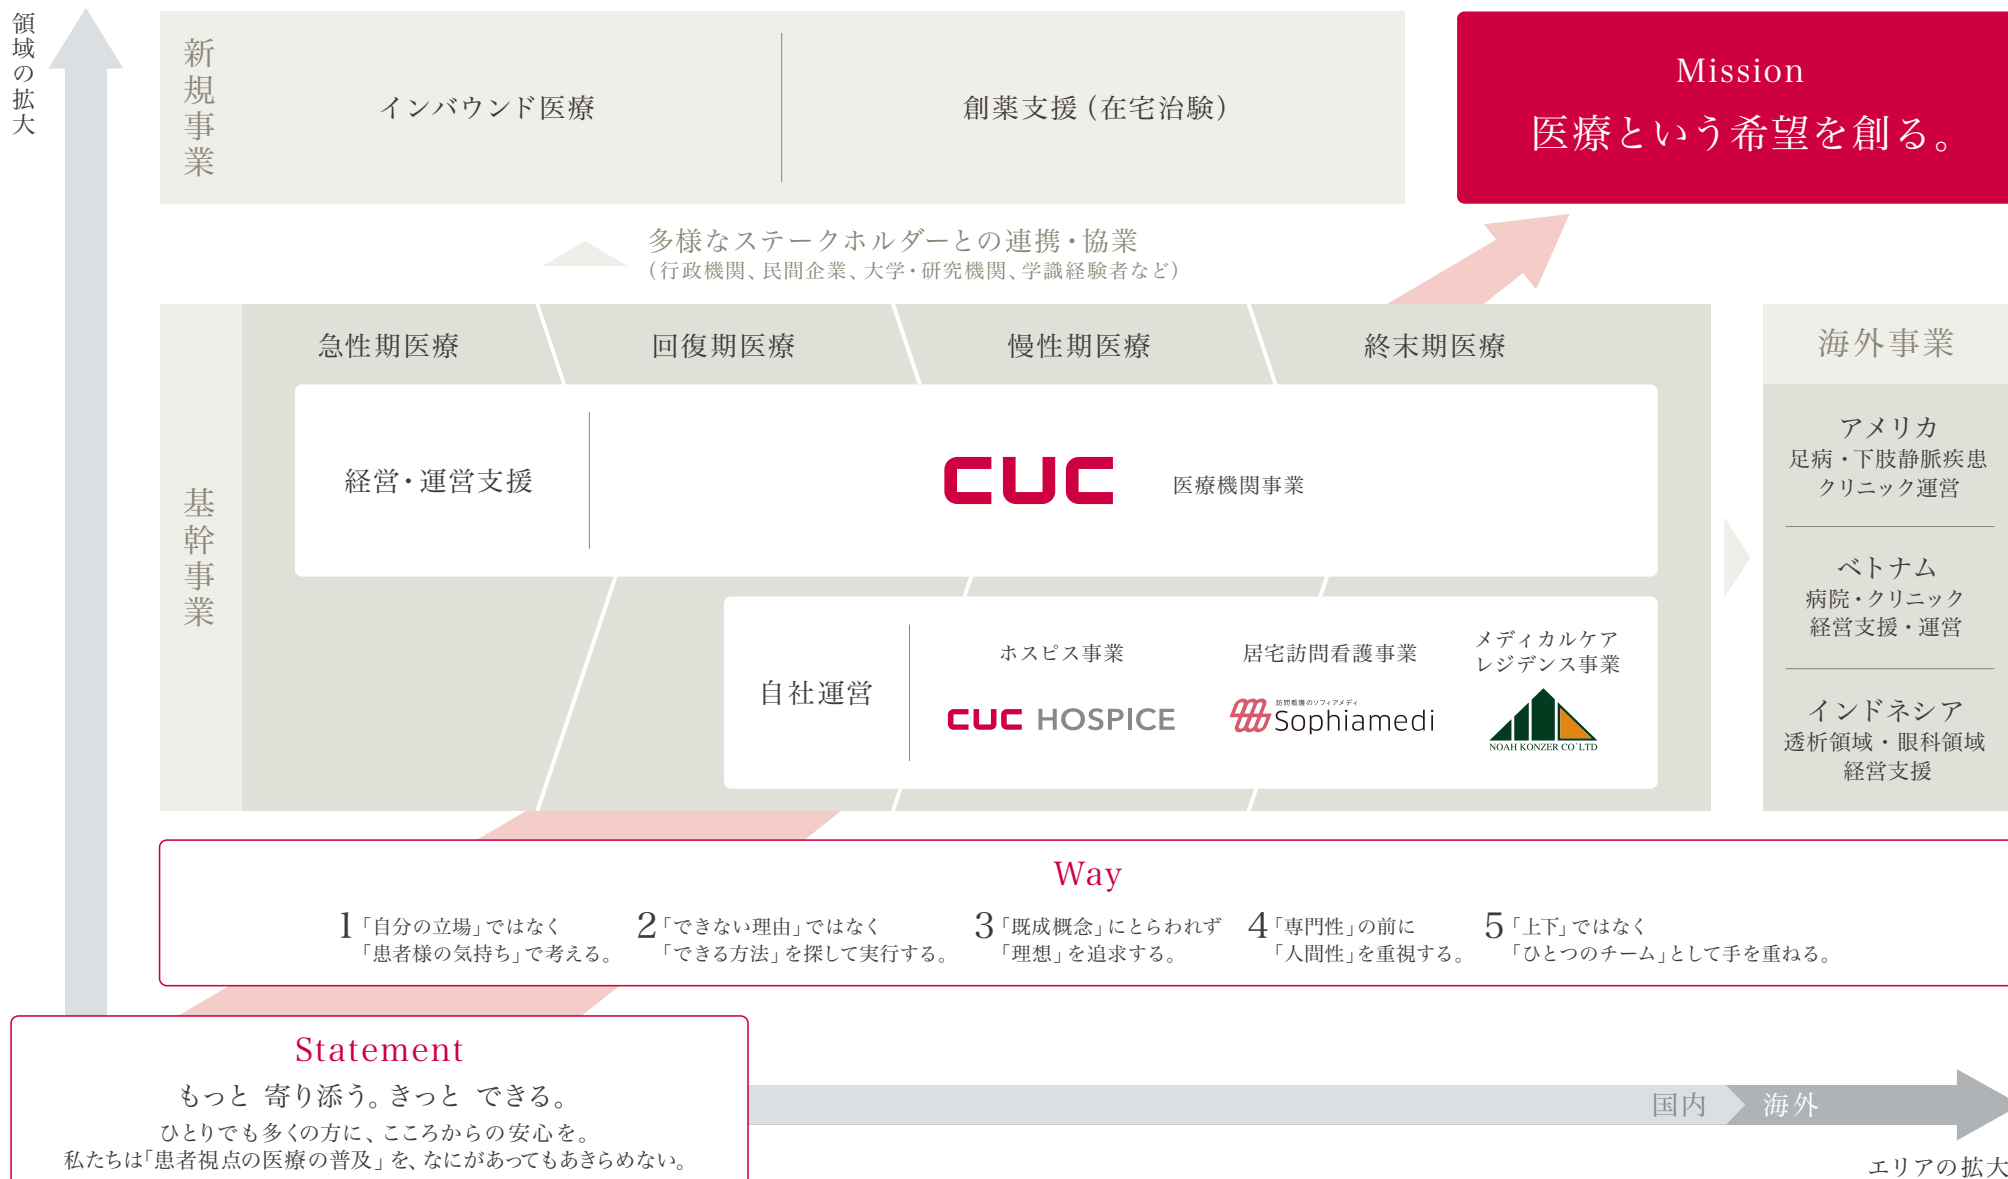 領域の拡大
新規事業
インバウンド医療
創薬支援（在宅治験）
Mission
医療という希望を創る。
多様なステークホルダーとの連携・協業
（行政機関、民間企業、大学・研究機関、学識経験者など）
基幹事業
急性期医療
回復期医療
慢性期医療
終末期医療
経営・運営支援
CUC
医療機関事業
自社運営
ホスピス事業
CUC HOSPICE
居宅訪問看護事業
訪問看護のソフィアメディ
Sophiamedi
メディカルケア
レジデンス事業
NOAH KONZER CO`LTD
海外事業
アメリカ
足病・下肢静脈疾患
クリニック運営
ベトナム
病院・クリニック
経営支援・運営
インドネシア
透析領域・眼科領域
経営支援
Way
1「自分の立場」ではなく
「患者様の気持ち」で考える。
2「できない理由」ではなく
「できる方法」を探して実行する。
3「既成概念」にとらわれず
「理想」を追求する。
4「専門性」の前に
「人間性」を重視する。
5「上下」ではなく
「ひとつのチーム」として手を重ねる。
Statement
もっと 寄り添う。きっと できる。
ひとりでも多くの方に、こころからの安心を。
私たちは「患者視点の医療の普及」を、なにがあってもあきらめない。
国内
海外
エリアの拡大